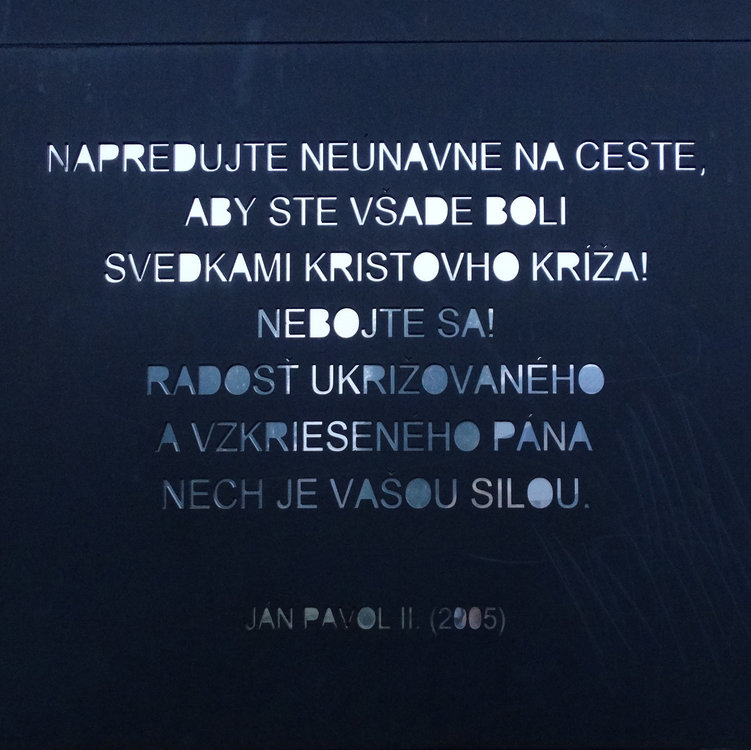 NAPREDUJTE NEUNAVNE NA CESTE,
ABY STE VŠADE BOLI
SVEDKAMI KRISTOVHO KRÍŽA!
NEBOJTE SA!
RADOSŤ UKRIŽOVANÉHO
A VZKRIESENÉHO PÁNA
NECH JE VAŠOU SILOU.
JÁN PAVOL II. (2005)